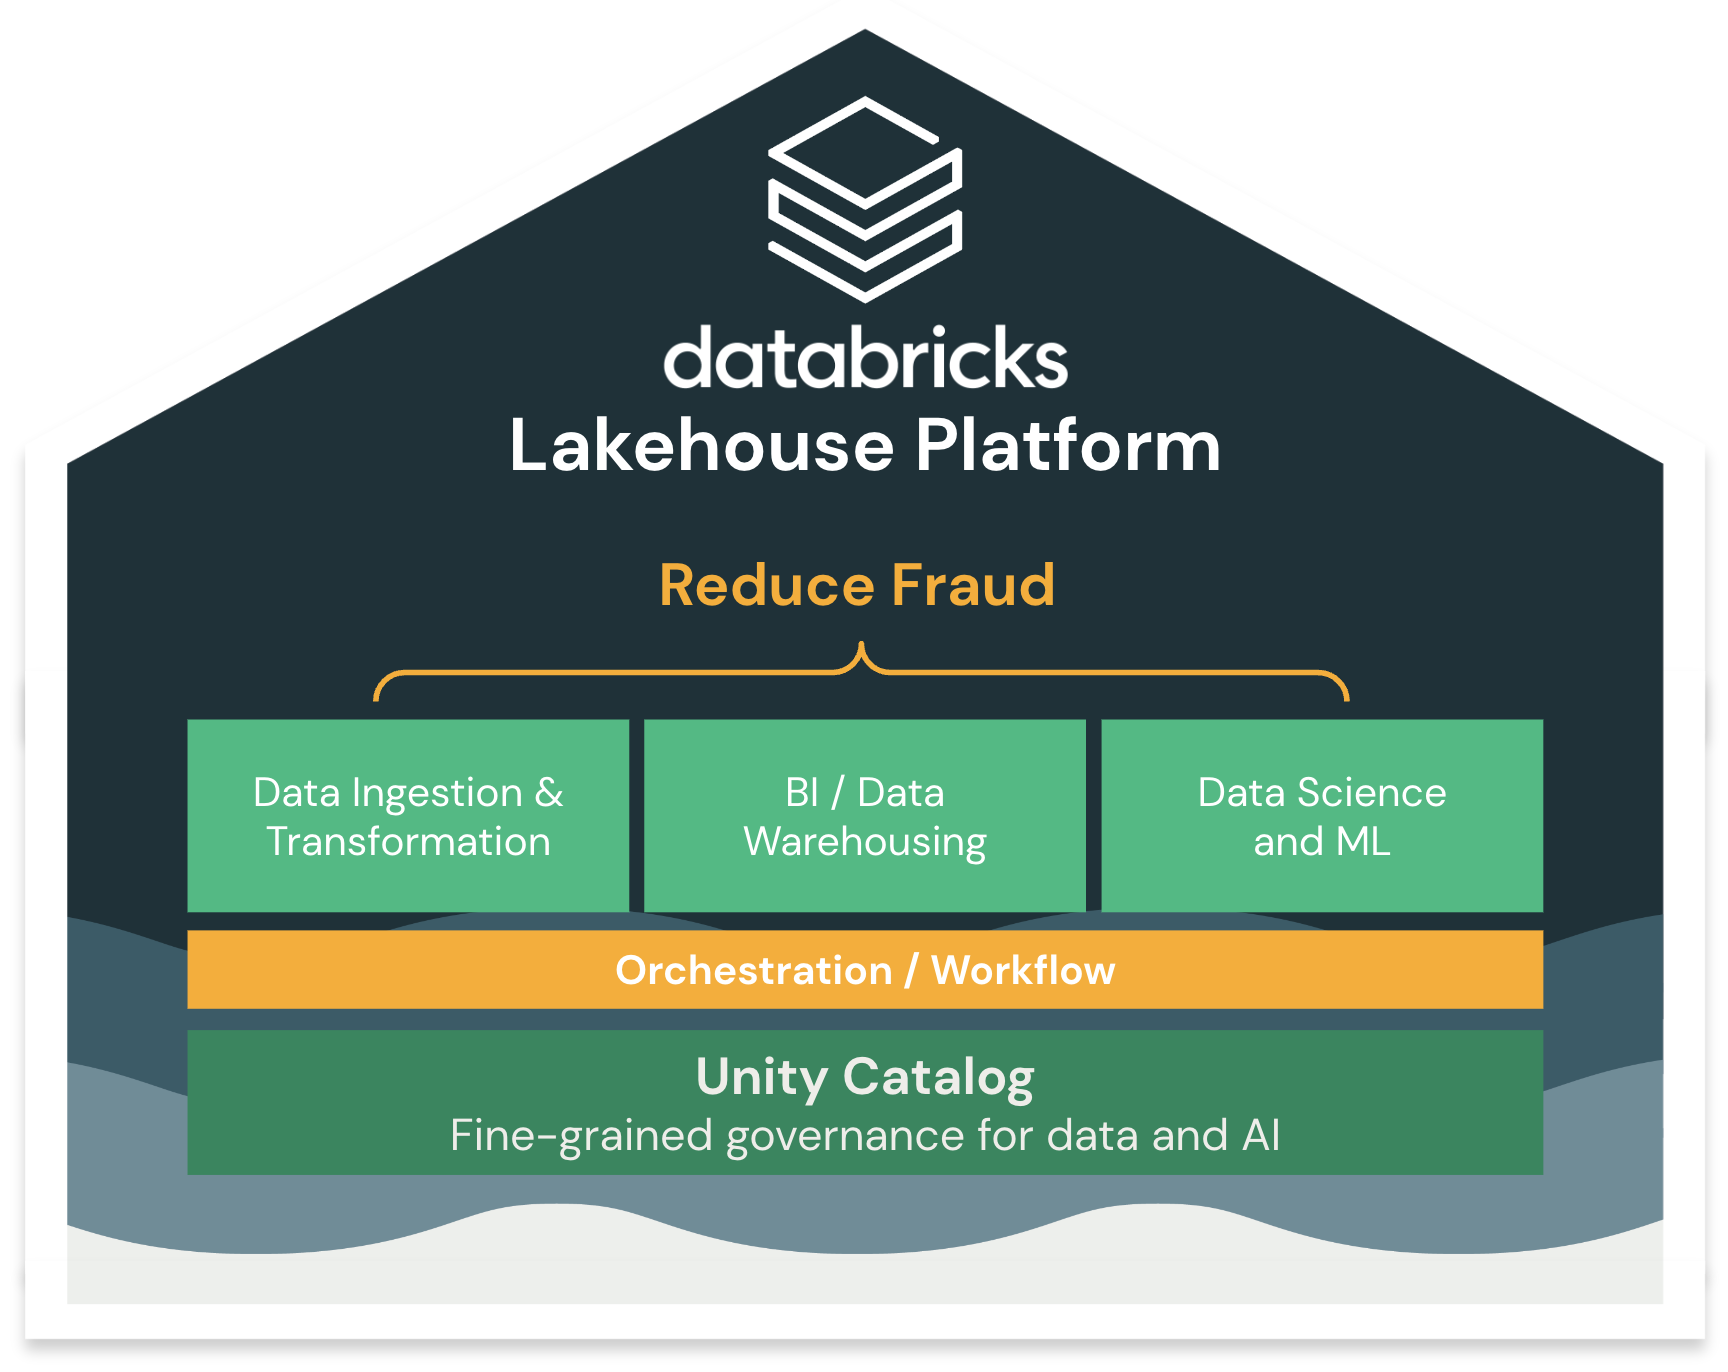 databricks
Lakehouse Platform
Reduce Fraud
Data Ingestion &
Transformation
BI / Data
Warehousing
Data Science
and ML
Orchestration / Workflow
Unity Catalog
Fine-grained governance for data and AI